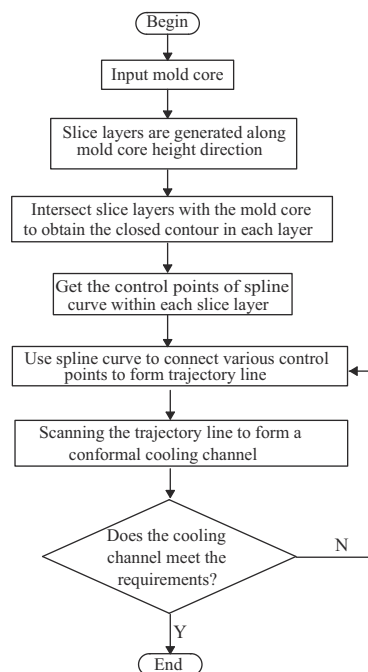 Begin
Input mold core
Slice layers are generated along
mold core height direction
Intersect slice layers with the mold core
to obtain the closed contour in each layer
Get the control points of spline
curve within each slice layer
Use spline curve to connect various control
points to form trajectory line
Scanning the trajectory line to form a
conformal cooling channel
Does the cooling
channel meet the
requirements?
N
Y
End